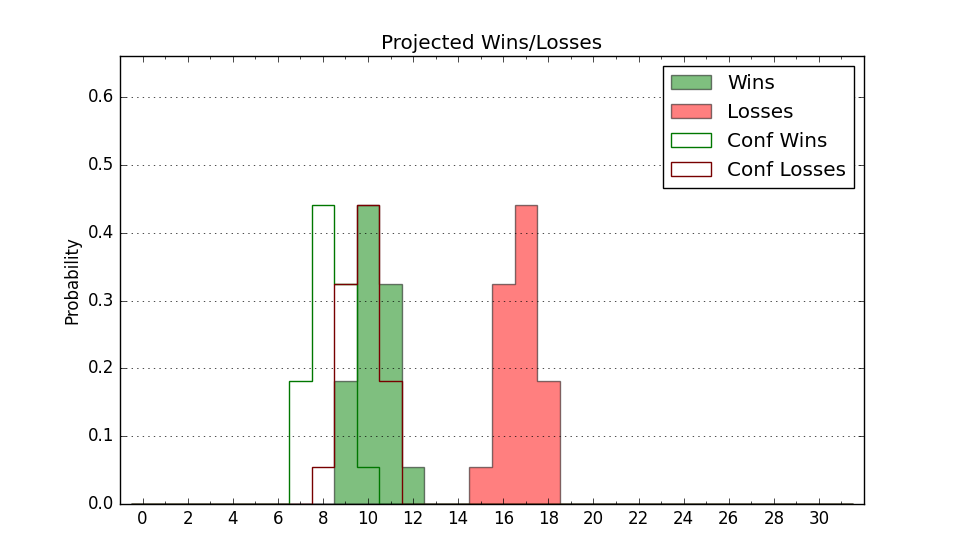 Projected Wins/Losses
Wins
Losses
Conf Wins
Conf Losses
Probability
0.6
0.5
0.4
0.3
0.2
0.1
0.0
0 2 4 6 8 10 12 14 16 18 20 22 24 26 28 30